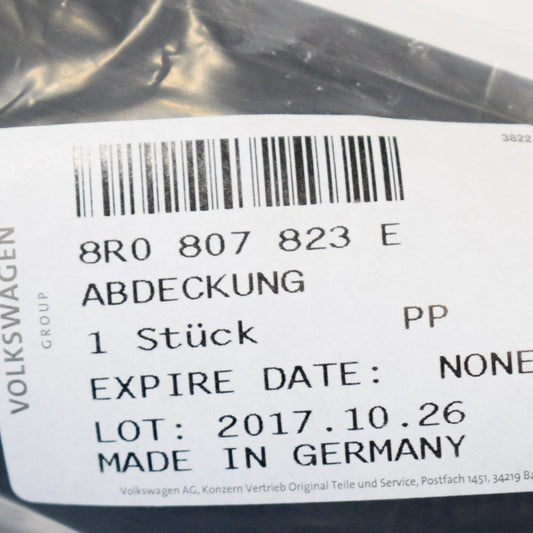 3822
8R0 807 823 E
ABDECKUNG
1 Stück PP
EXPIRE DATE: NONE
LOT: 2017.10.26
MADE IN GERMANY
Volkswagen AG, Konzern Vertrieb Original Teile und Service, Postfach 1451, 34219 Ba
VOLKSWAGEN
GROUP